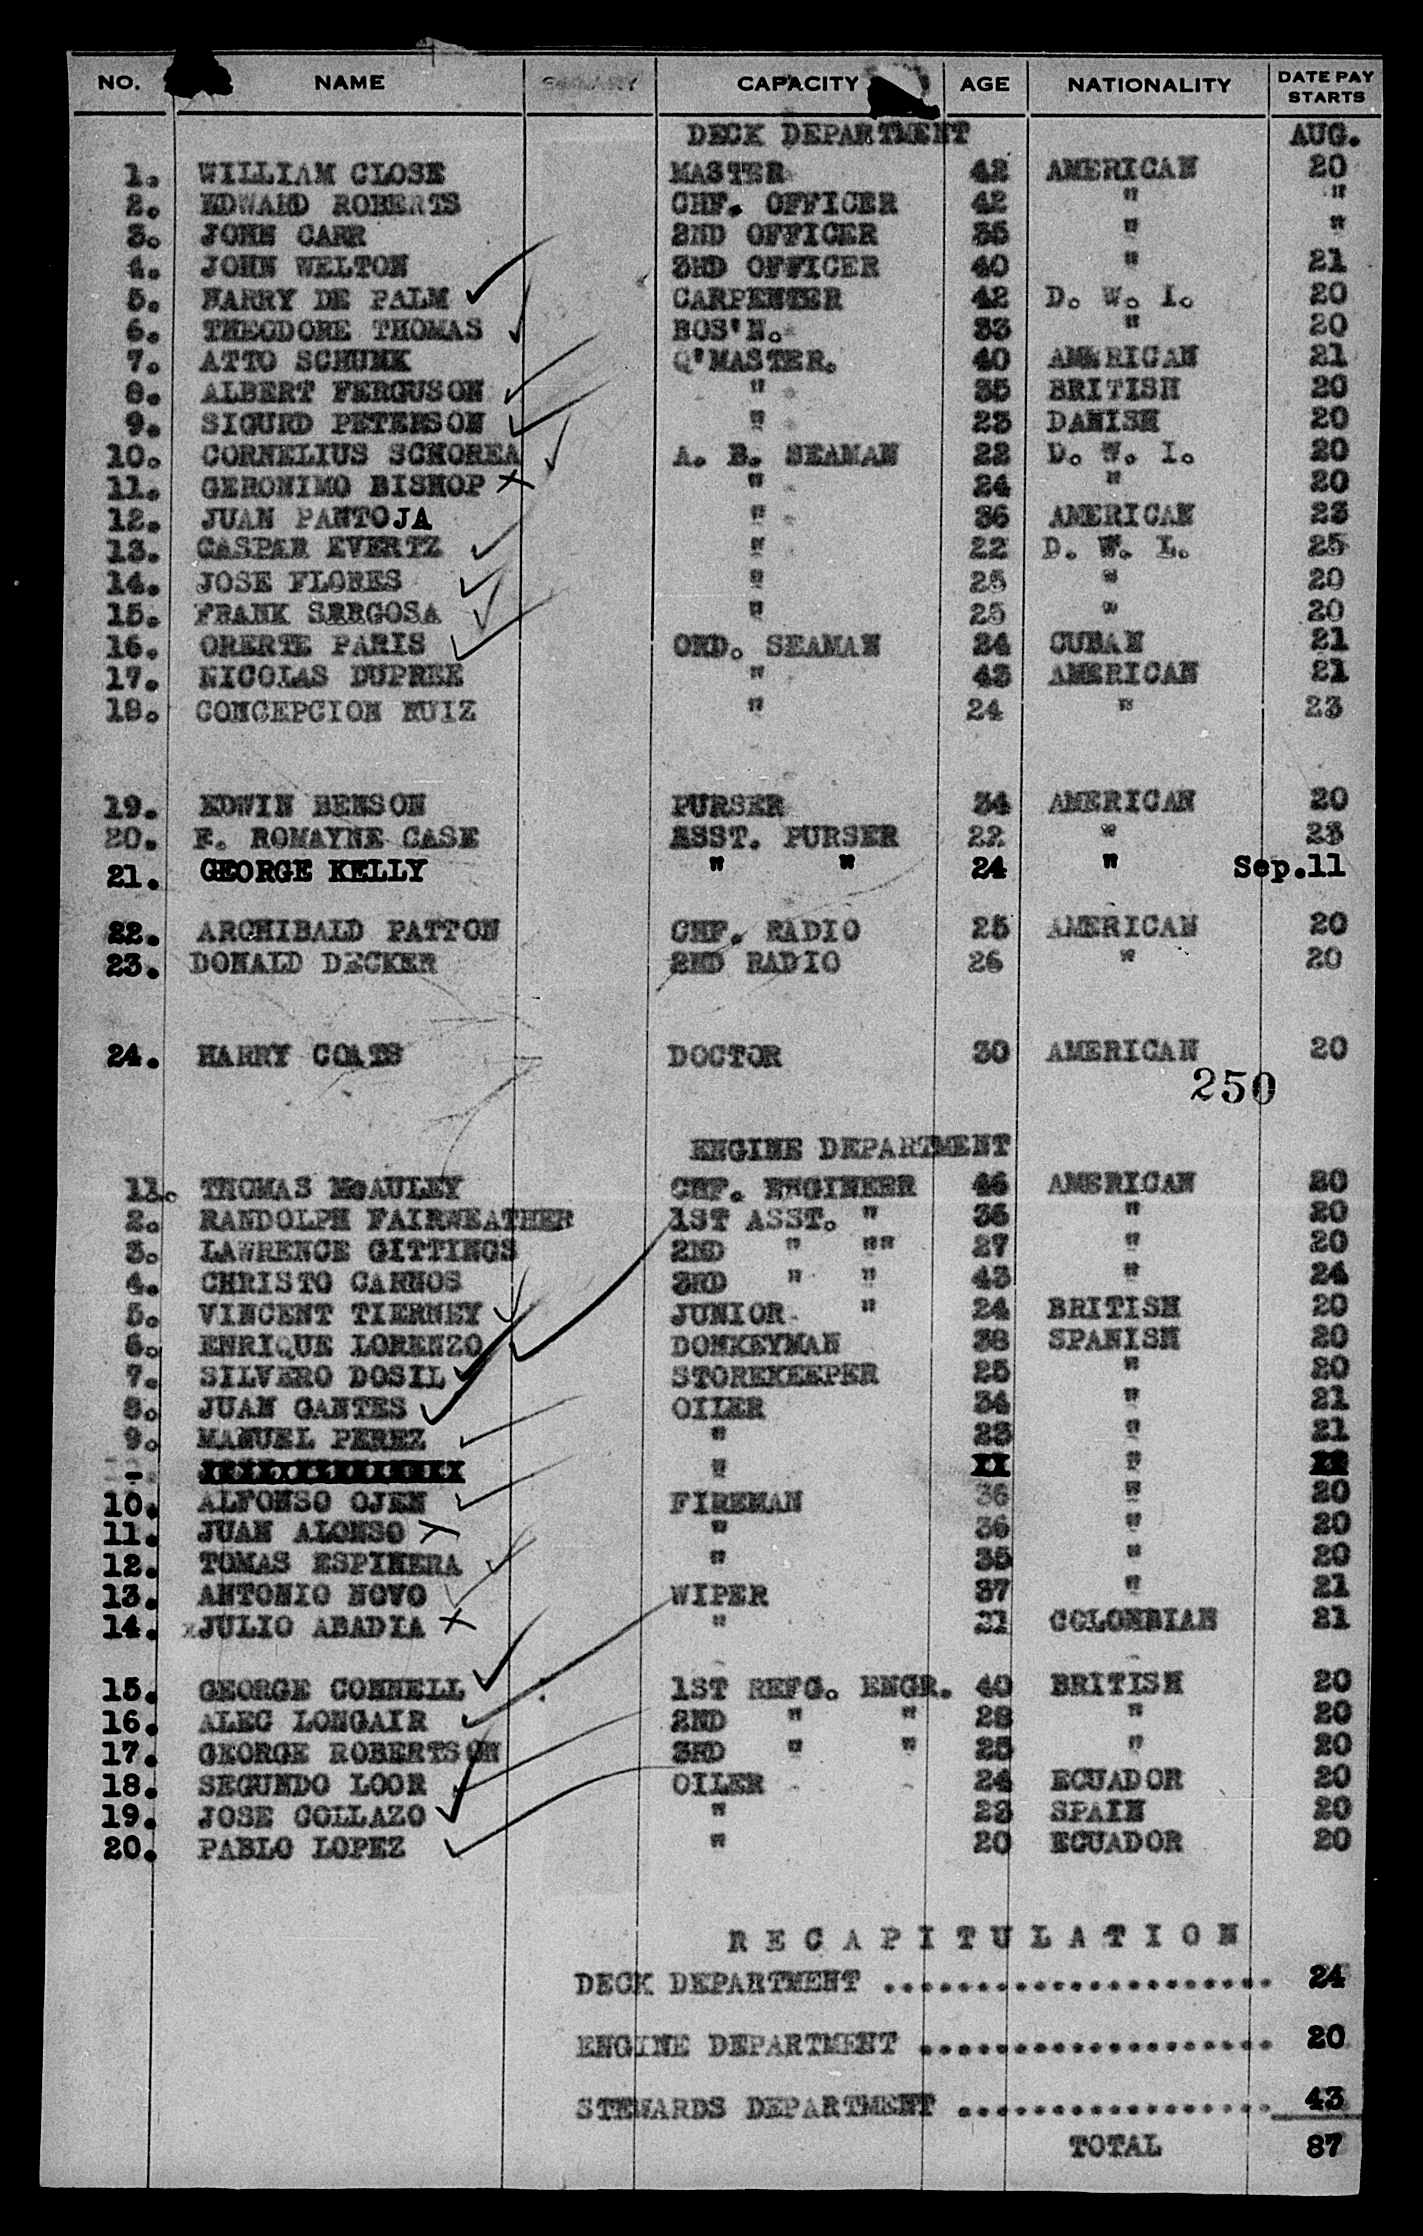 NO. NAME CAPACITY AGE NATIONALITY DATE PAY STARTS
DECK DEPARTMENT AUG.
1. WILLIAM CLOSE MASTER 42 AMERICAN 20
2. EDWARD ROBERTS CHF. OFFICER 42 " "
3. JOHN CARR 2ND OFFICER 35 " "
4. JOHN WELTON 3RD OFFICER 40 " 21
5. HARRY DE PALM ✓ CARPENTER 42 D. W. I. 20
6. THEODORE THOMAS ✓ BOS'N. 33 " 20
7. ATTO SCHUNK Q'MASTER. 40 AMERICAN 21
8. ALBERT FERGUSON ✓ " 35 BRITISH 20
9. SIGURD PETERSON ✓ " 23 DANISH 20
10. CORNELIUS SCHOREA ✓ A. B. SEAMAN 22 D. W. I. 20
11. GERONIMO BISHOP X " 24 " 20
12. JUAN PANTOJA " 36 AMERICAN 23
13. GASPAR EVERTZ ✓ " 22 D. W. I. 25
14. JOSE FLORES ✓ " 25 " 20
15. FRANK SERGOSA ✓ " 25 " 20
16. ORERTE PARIS ✓ ORD. SEAMAN 24 CUBAN 21
17. NICOLAS DUPREE " 43 AMERICAN 21
18. CONCEPCION RUIZ " 24 " 23
19. EDWIN BENSON PURSER 34 AMERICAN 20
20. F. ROMAYNE CASE ASST. PURSER 22 " 23
21. GEORGE KELLY " " 24 " Sep.11
22. ARCHIBALD PATTON CHF. RADIO 25 AMERICAN 20
23. DONALD DECKER 2ND RADIO 26 " 20
24. HARRY COATS DOCTOR 30 AMERICAN 20
250
ENGINE DEPARTMENT
11. THOMAS McAULEY CHF. ENGINEER 46 AMERICAN 20
2. RANDOLPH FAIRWEATHER 1ST ASST. " 36 " 20
3. LAWRENCE GITTINGS 2ND " "" 27 " 20
4. CHRISTO CARNOS 3RD " " 43 " 24
5. VINCENT TIERNEY ✓ JUNIOR " 24 BRITISH 20
6. ENRIQUE LORENZO ✓ DONKEYMAN 38 SPANISH 20
7. SILVERO DOSIL ✓ STOREKEEPER 25 " 20
8. JUAN GANTES ✓ OILER 34 " 21
9. MANUEL PEREZ ✓ " 23 " 21
- " XX "
10. ALFONSO OJEN ✓ FIREMAN 36 " 20
11. JUAN ALONSO X " 36 " 20
12. TOMAS ESPINERA ✓ " 35 " 20
13. ANTONIO NOVO ✓ WIPER 37 " 21
14. JULIO ABADIA X " 21 COLOMBIAN 21
15. GEORGE CONNELL ✓ 1ST REFG. ENGR. 40 BRITISH 20
16. ALEC LONGAIR ✓ 2ND " " 28 " 20
17. GEORGE ROBERTSON ✓ 3RD " " 25 " 20
18. SEGUNDO LOOR ✓ OILER 24 ECUADOR 20
19. JOSE COLLAZO ✓ " 23 SPAIN 20
20. PABLO LOPEZ ✓ " 20 ECUADOR 20
R E C A P I T U L A T I O N
DECK DEPARTMENT ..................... 24
ENGINE DEPARTMENT ................... 20
STEWARDS DEPARTMENT ................. 43
TOTAL 87